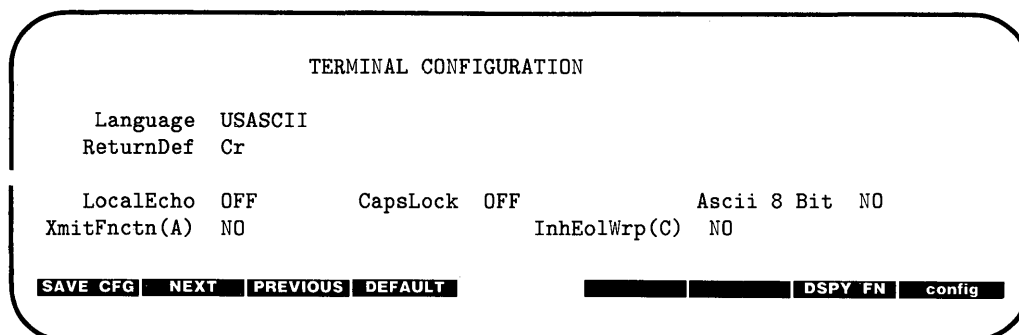 TERMINAL CONFIGURATION
Language USASCII
ReturnDef Cr
LocalEcho OFF CapsLock OFF Ascii 8 Bit NO
XmitFnctn(A) NO InhEolWrp(C) NO
SAVE CFG NEXT PREVIOUS DEFAULT DSPY FN config